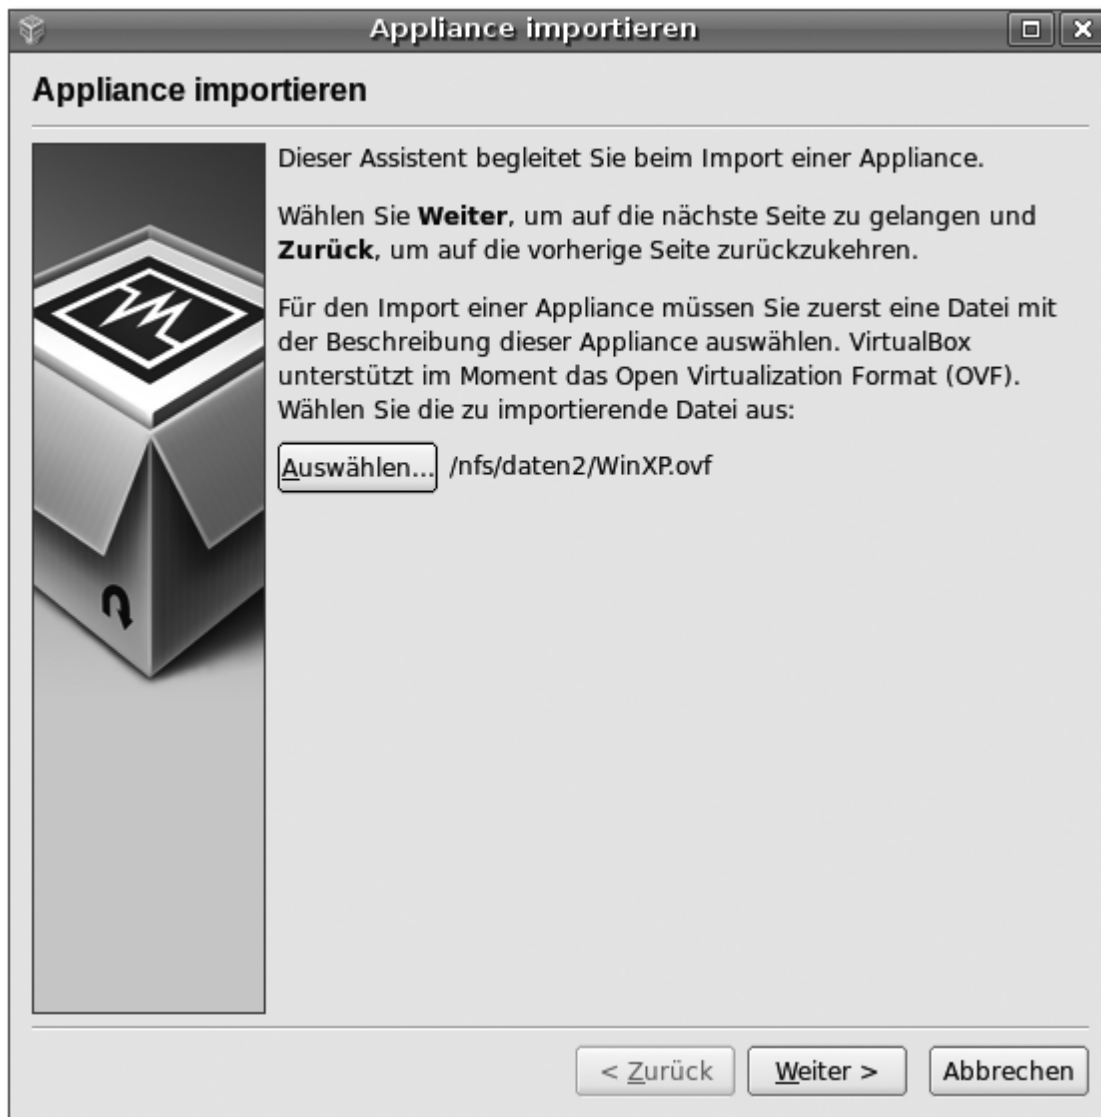 Appliance importieren
Appliance importieren
Dieser Assistent begleitet Sie beim Import einer Appliance.
Wählen Sie Weiter, um auf die nächste Seite zu gelangen und
Zurück, um auf die vorherige Seite zurückzukehren.
Für den Import einer Appliance müssen Sie zuerst eine Datei mit
der Beschreibung dieser Appliance auswählen. VirtualBox
unterstützt im Moment das Open Virtualization Format (OVF).
Wählen Sie die zu importierende Datei aus:
Auswählen... /nfs/daten2/WinXP.ovf
< Zurück Weiter > Abbrechen